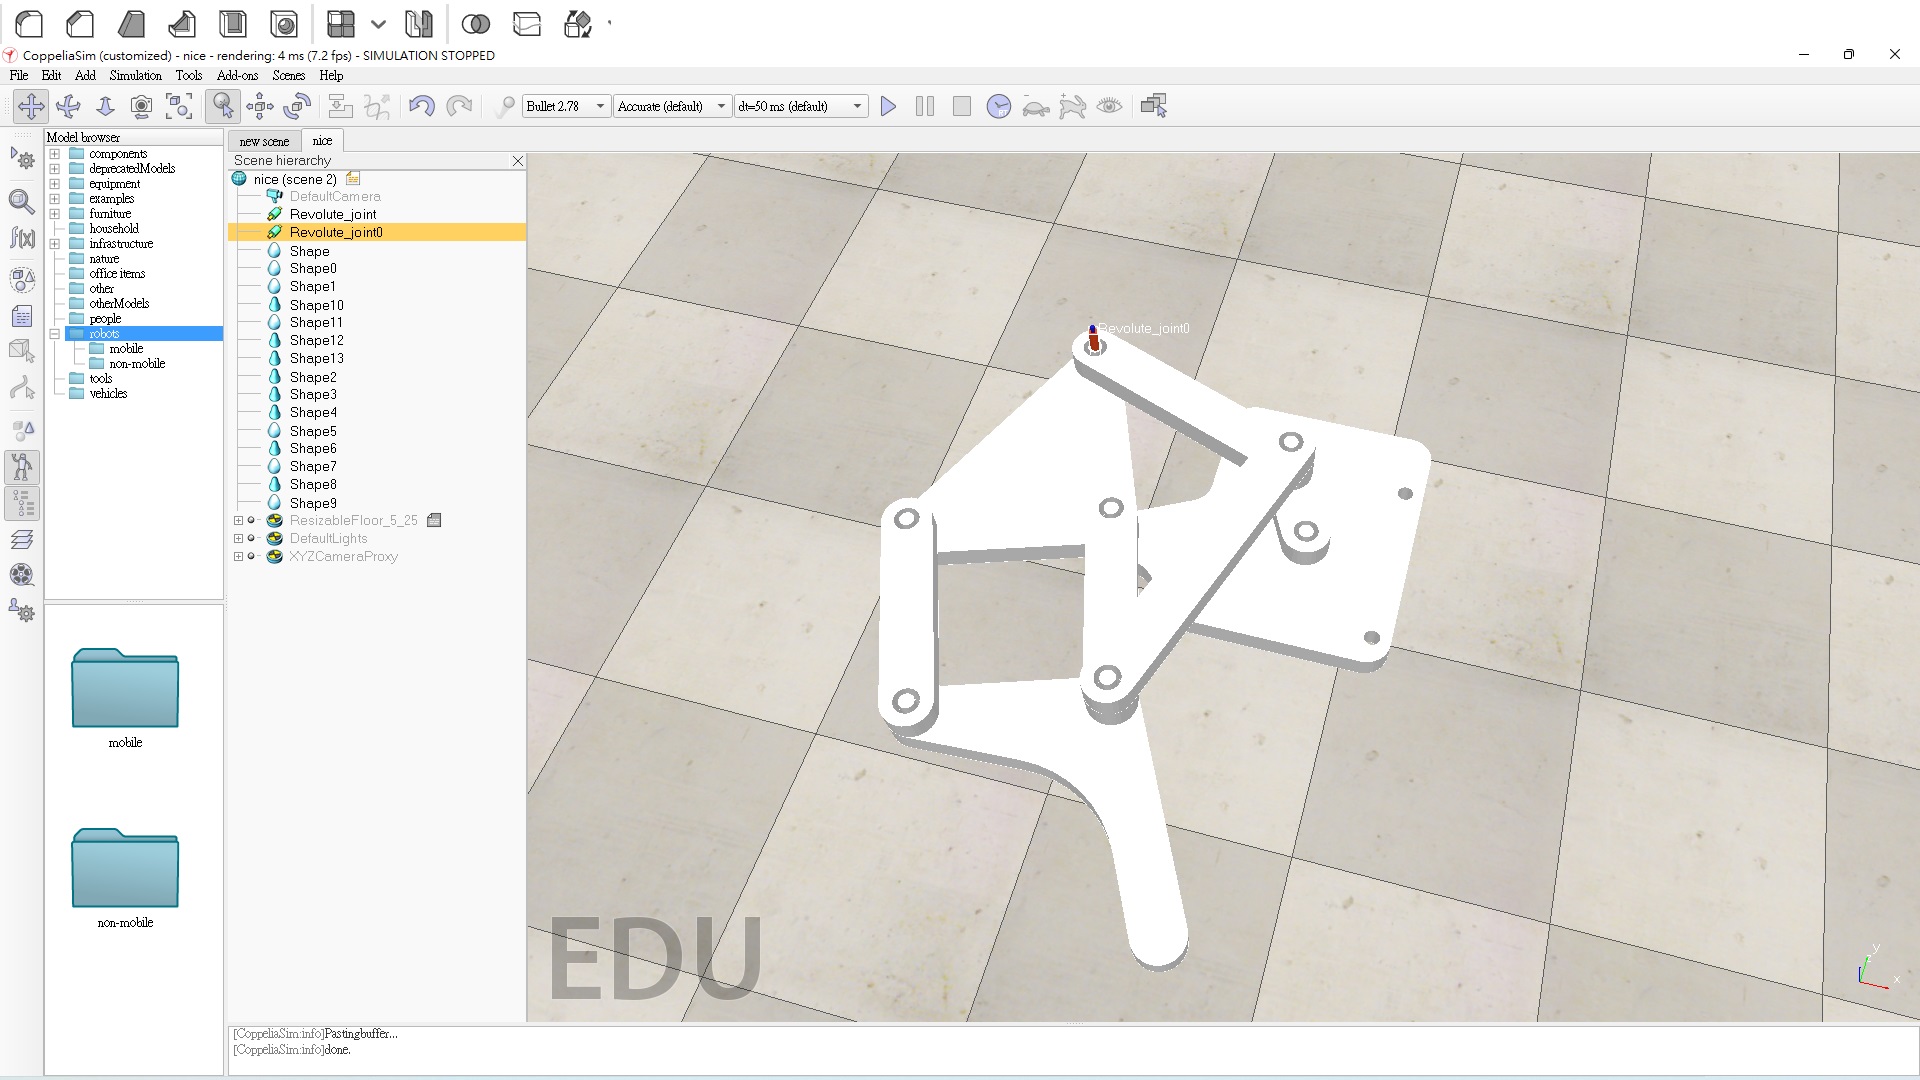 CoppeliaSim (customized) - nice - rendering: 4 ms (7.2 fps) - SIMULATION STOPPED
File Edit Add Simulation Tools Add-ons Scenes Help
Bullet 2.78 Accurate (default) dt=50 ms (default)
Model browser
components
deprecatedModels
equipment
examples
furniture
household
infrastructure
nature
office items
other
otherModels
people
robots
mobile
non-mobile
tools
vehicles
mobile
non-mobile
new scene nice
Scene hierarchy
nice (scene 2)
DefaultCamera
Revolute_joint
Revolute_joint0
Shape
Shape0
Shape1
Shape10
Shape11
Shape12
Shape13
Shape2
Shape3
Shape4
Shape5
Shape6
Shape7
Shape8
Shape9
ResizableFloor_5_25
DefaultLights
XYZCameraProxy
Revolute_joint0
EDU
y
z
x
[CoppeliaSim:info]Pastingbuffer...
[CoppeliaSim:info]done.